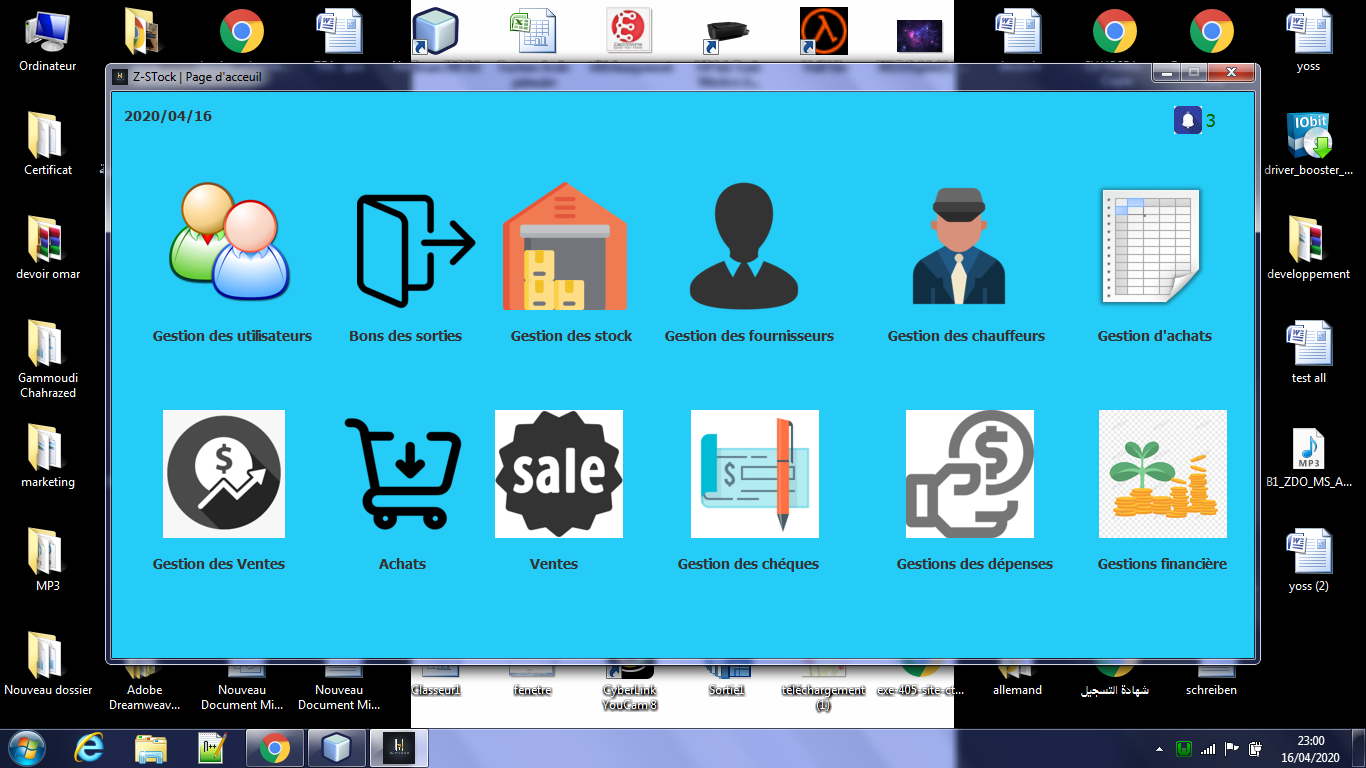 Z-STock | Page d'acceuil
2020/04/16
3
Gestion des utilisateurs
Bons des sorties
Gestion des stock
Gestion des fournisseurs
Gestion des chauffeurs
Gestion d'achats
$
sale
$
$
Gestion des Ventes
Achats
Ventes
Gestion des chéques
Gestions des dépenses
Gestions financière
Ordinateur
Certificat
devoir omar
Gammoudi
Chahrazed
marketing
MP3
Nouveau dossier
Adobe
Dreamweav...
Nouveau
Document Mi...
Nouveau
Document Mi...
Classeur1
fenetre
CyberLink
YouCam 8
Sortie1
téléchargement
(1)
exe-405-site-ct...
allemand
شهادة التسجيل
schreiben
yoss
IObit
driver_booster_...
developpement
test all
MP3
B1_ZDO_MS_A...
yoss (2)
N++
23:00
16/04/2020